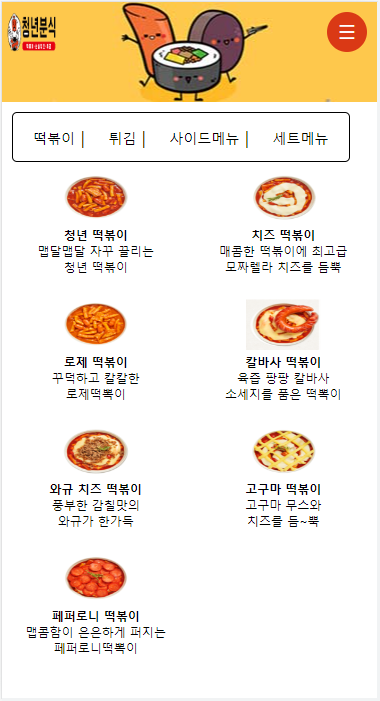 청년분식
떡볶이 | 튀김 | 사이드메뉴 | 세트메뉴
청년 떡볶이
맵달맵달 자꾸 끌리는
청년 떡볶이
치즈 떡볶이
매콤한 떡볶이에 최고급
모짜렐라 치즈를 듬뿍
로제 떡볶이
꾸덕하고 칼칼한
로제떡뽁이
칼바사 떡볶이
육즙 팡팡 칼바사
소세지를 품은 떡뽁이
와규 치즈 떡볶이
풍부한 감칠맛의
와규가 한가득
고구마 떡볶이
고구마 무스와
치즈를 듬~뿍
페퍼로니 떡볶이
맵콤함이 은은하게 퍼지는
페퍼로니떡뽁이